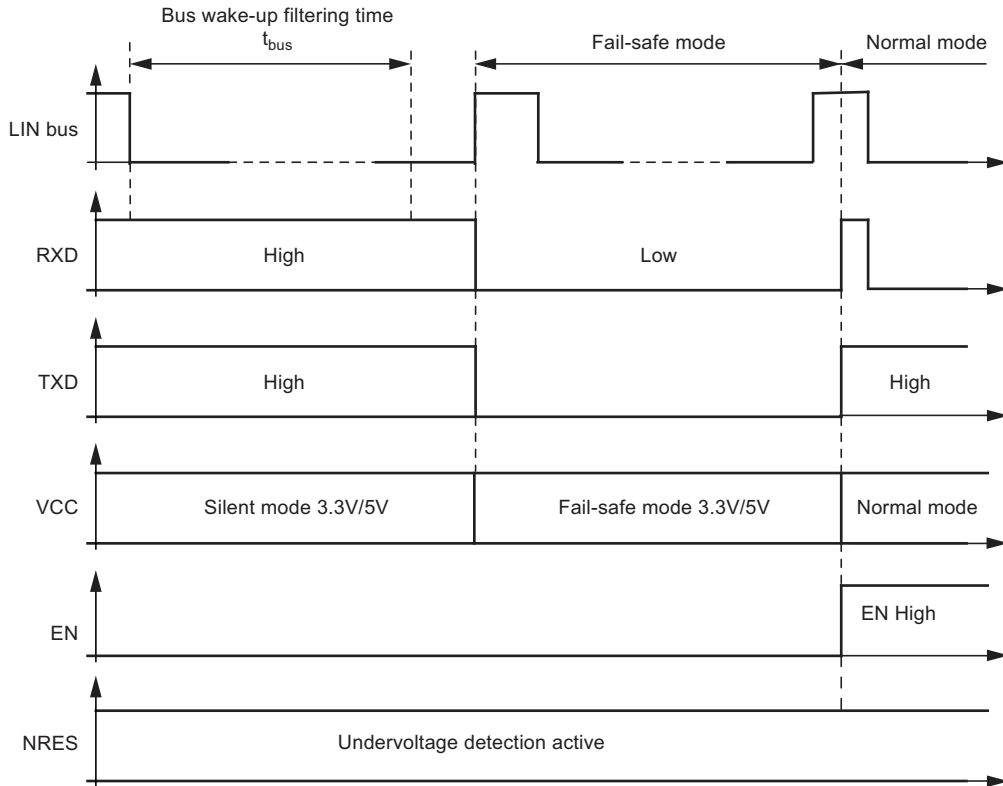 Bus wake-up filtering time
tbus
Fail-safe mode
Normal mode
LIN bus
RXD
High
Low
TXD
High
High
VCC
Silent mode 3.3V/5V
Fail-safe mode 3.3V/5V
Normal mode
EN
EN High
NRES
Undervoltage detection active